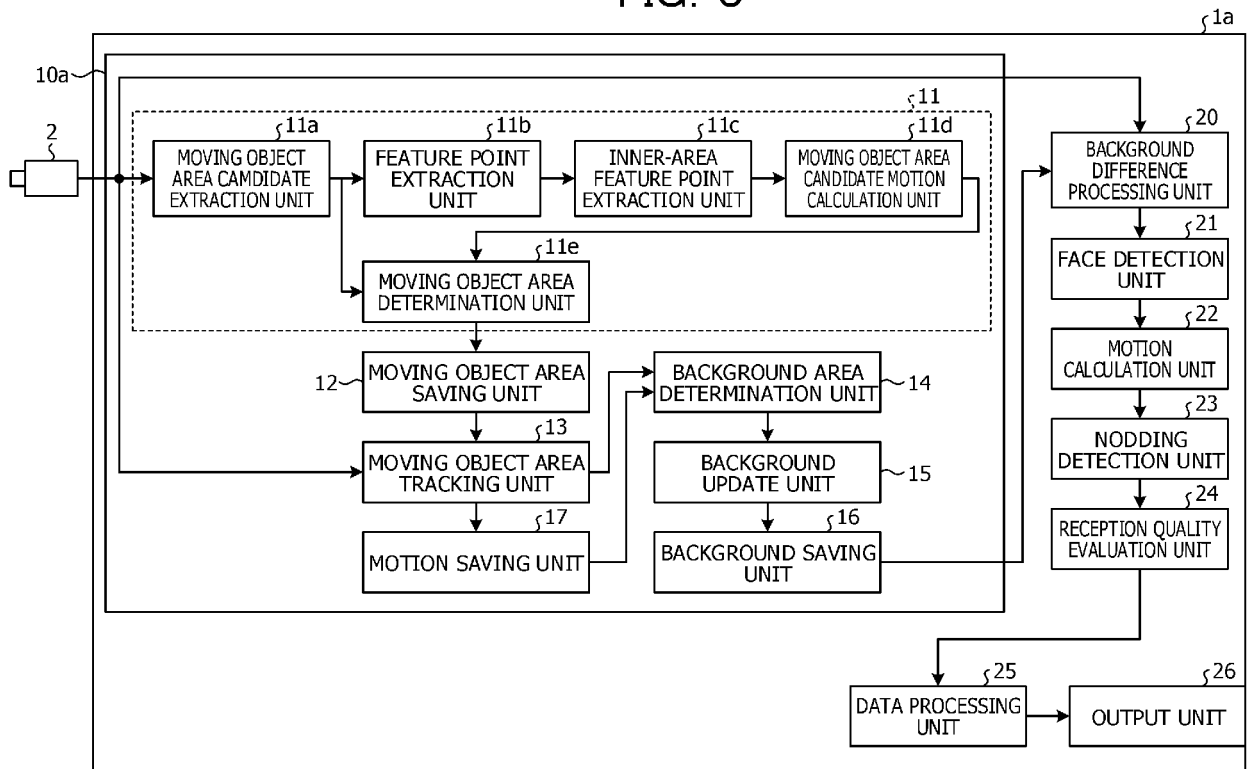 FIG.
1a
10a
11
2
11a
MOVING OBJECT
AREA CAMDIDATE
EXTRACTION UNIT
11b
FEATURE POINT
EXTRACTION
UNIT
11c
INNER-AREA
FEATURE POINT
EXTRACTION UNIT
11d
MOVING OBJECT AREA
CANDIDATE MOTION
CALCULATION UNIT
20
BACKGROUND
DIFFERENCE
PROCESSING UNIT
11e
MOVING OBJECT AREA
DETERMINATION UNIT
21
FACE DETECTION
UNIT
12
MOVING OBJECT AREA
SAVING UNIT
BACKGROUND AREA
DETERMINATION UNIT
14
22
MOTION
CALCULATION UNIT
13
MOVING OBJECT AREA
TRACKING UNIT
BACKGROUND
UPDATE UNIT
15
23
NODDING
DETECTION UNIT
17
MOTION SAVING UNIT
16
BACKGROUND SAVING
UNIT
24
RECEPTION QUALITY
EVALUATION UNIT
25
DATA PROCESSING
UNIT
26
OUTPUT UNIT